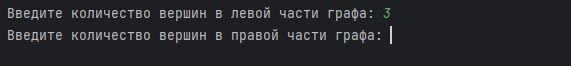 Введите количество вершин в левой части графа: 3
Введите количество вершин в правой части графа: